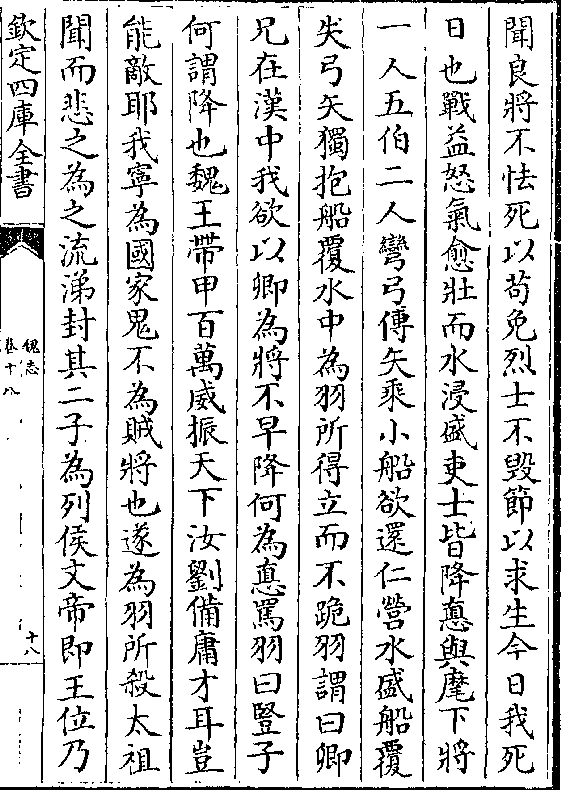 聞良將不怯死以苟免烈士不毀節以求生今日我死
日也戰益怒氣愈壯而水浸盛吏士皆降悳與麾下將
一人五伯二人彎弓傅矢乘小船欲還仁營水盛船覆
失弓矢獨抱船覆水中為羽所得立而不跪羽謂曰卿
兄在漢中我欲以卿為將不早降何為悳罵羽曰豎子
何謂降也魏王帶甲百萬威振天下汝劉備庸才耳豈
能敵耶我寧為國家鬼不為賊將也遂為羽所殺太祖
聞而悲之為之流涕封其二子為列侯文帝即王位乃
欽定四庫全書
魏志
卷十八
十八